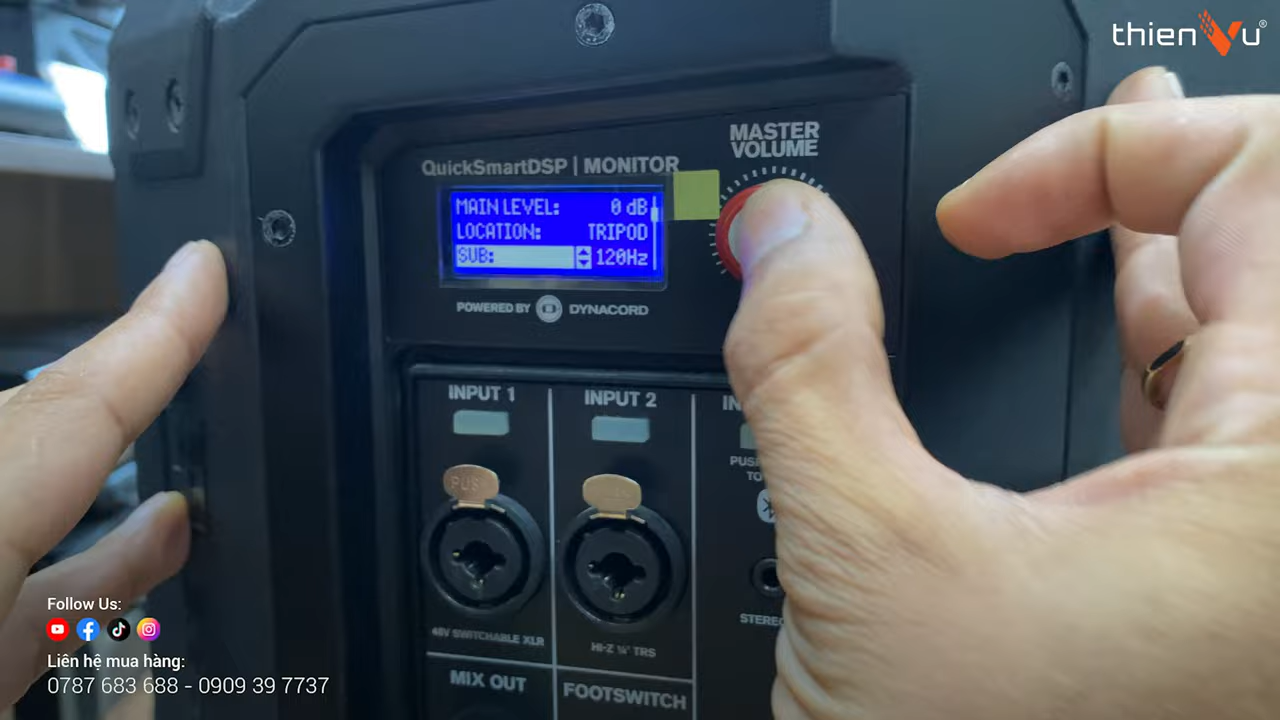 thienVu®
MASTER
VOLUME
QuickSmartDSP | MONITOR
MAIN LEVEL: 0 dB
LOCATION: TRIPOD
SUB: 120Hz
POWERED BY DYNACORD
INPUT 1
INPUT 2
PUSH
48V SWITCHABLE XLR
HI-Z ¼" TRS
STEREO
MIX OUT
FOOTSWITCH
Follow Us:
Liên hệ mua hàng:
0787 683 688 - 0909 39 7737